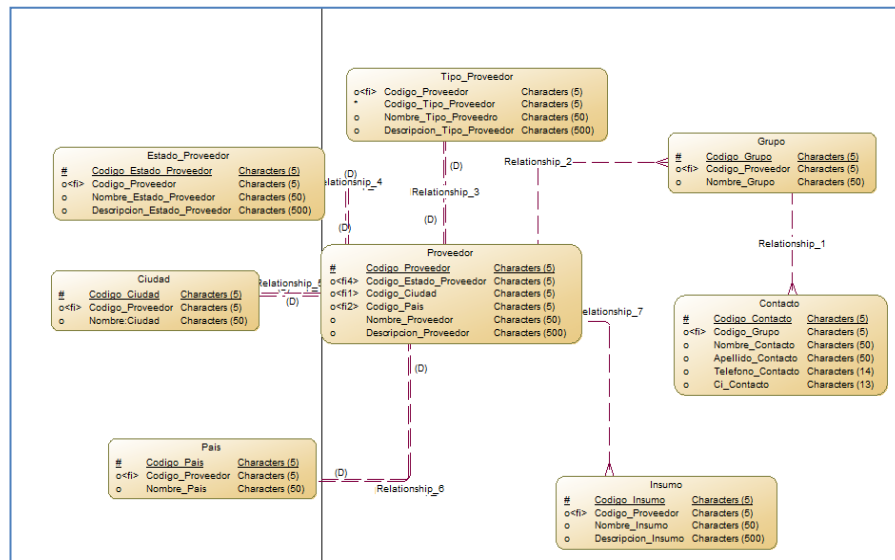 Tipo_Proveedor
o<fi> Codigo_Proveedor Characters (5)
* Codigo_Tipo_Proveedor Characters (5)
o Nombre_Tipo_Proveedro Characters (50)
o Descripcion_Tipo_Proveedor Characters (500)
Estado_Proveedor
# Codigo_Estado_Proveedor Characters (5)
o<fi> Codigo_Proveedor Characters (5)
o Nombre_Estado_Proveedor Characters (50)
o Descripcion_Estado_Proveedor Characters (500)
Grupo
# Codigo_Grupo Characters (5)
o<fi> Codigo_Proveedor Characters (5)
o Nombre_Grupo Characters (50)
(D)
Relationship_2
elationship_4
Relationship_3
(D)
(D)
Relationship_1
Proveedor
# Codigo_Proveedor Characters (5)
o<fi4> Codigo_Estado_Proveedor Characters (5)
o<fi1> Codigo_Ciudad Characters (5)
o<fi2> Codigo_Pais Characters (5)
o Nombre_Proveedor Characters (50)
o Descripcion_Proveedor Characters (500)
Ciudad
# Codigo_Ciudad Characters (5)
o<fi> Codigo_Proveedor Characters (5)
o Nombre:Ciudad Characters (50)
Relationship_5
(D)
Contacto
# Codigo_Contacto Characters (5)
o<fi> Codigo_Grupo Characters (5)
o Nombre_Contacto Characters (50)
o Apellido_Contacto Characters (50)
o Telefono_Contacto Characters (14)
o Ci_Contacto Characters (13)
elationship_7
(D)
Pais
# Codigo_Pais Characters (5)
o<fi> Codigo_Proveedor Characters (5)
o Nombre_Pais Characters (50)
(D)
Relationship_6
Insumo
# Codigo_Insumo Characters (5)
o<fi> Codigo_Proveedor Characters (5)
o Nombre_Insumo Characters (50)
o Descripcion_Insumo Characters (500)